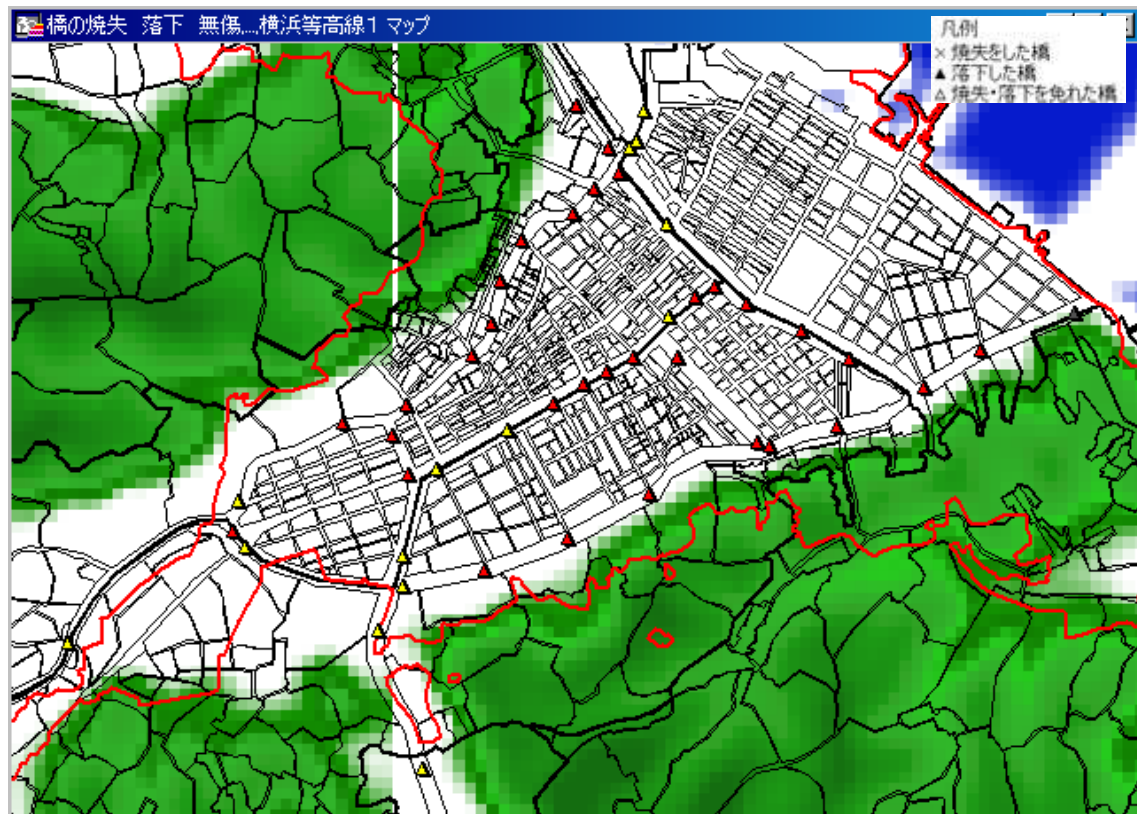 橋の焼失 落下 無傷...,横浜等高線1 マップ
凡例
× 焼失をした橋
▲ 落下した橋
△ 焼失・落下を免れた橋